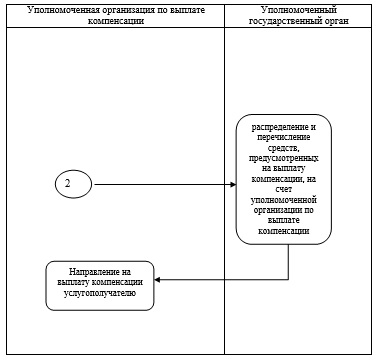 Уполномоченная организация по выплате
компенсации
Уполномоченный
государственный орган
2
распределение и
перечисление
средств,
предусмотренных
на выплату
компенсации, на
счет
уполномоченной
организации по
выплате
компенсации
Направление на
выплату компенсации
услугополучателю